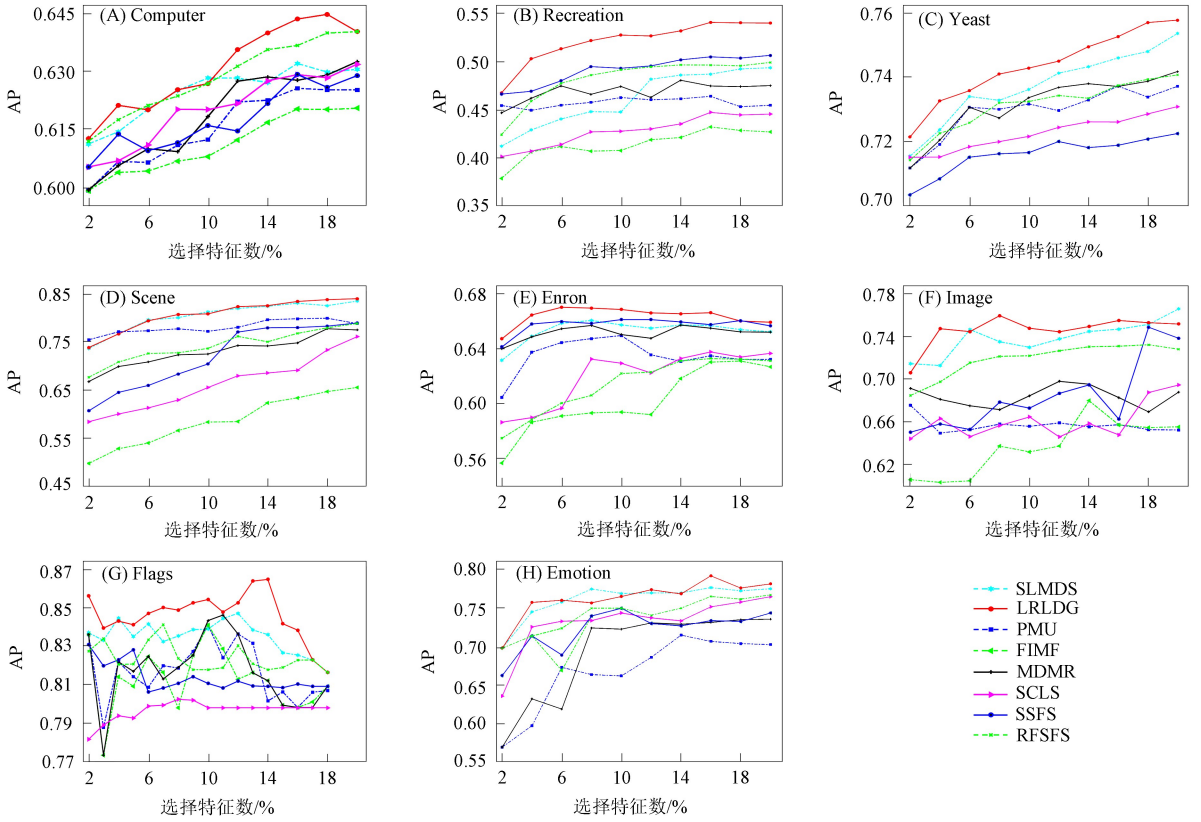 (A) Computer
0.645
0.630
0.615
0.600
AP
2 6 10 14 18
选择特征数/%
(B) Recreation
0.55
0.50
0.45
0.40
0.35
AP
2 6 10 14 18
选择特征数/%
(C) Yeast
0.76
0.74
0.72
0.70
AP
2 6 10 14 18
选择特征数/%
(D) Scene
0.85
0.75
0.65
0.55
0.45
AP
2 6 10 14 18
选择特征数/%
(E) Enron
0.68
0.64
0.60
0.56
AP
2 6 10 14 18
选择特征数/%
(F) Image
0.78
0.74
0.70
0.66
0.62
AP
2 6 10 14 18
选择特征数/%
(G) Flags
0.87
0.85
0.83
0.81
0.79
0.77
AP
2 6 10 14 18
选择特征数/%
(H) Emotion
0.80
0.75
0.70
0.65
0.60
0.55
AP
2 6 10 14 18
选择特征数/%
SLMDS
LRLDG
PMU
FIMF
MDMR
SCLS
SSFS
RFSFS